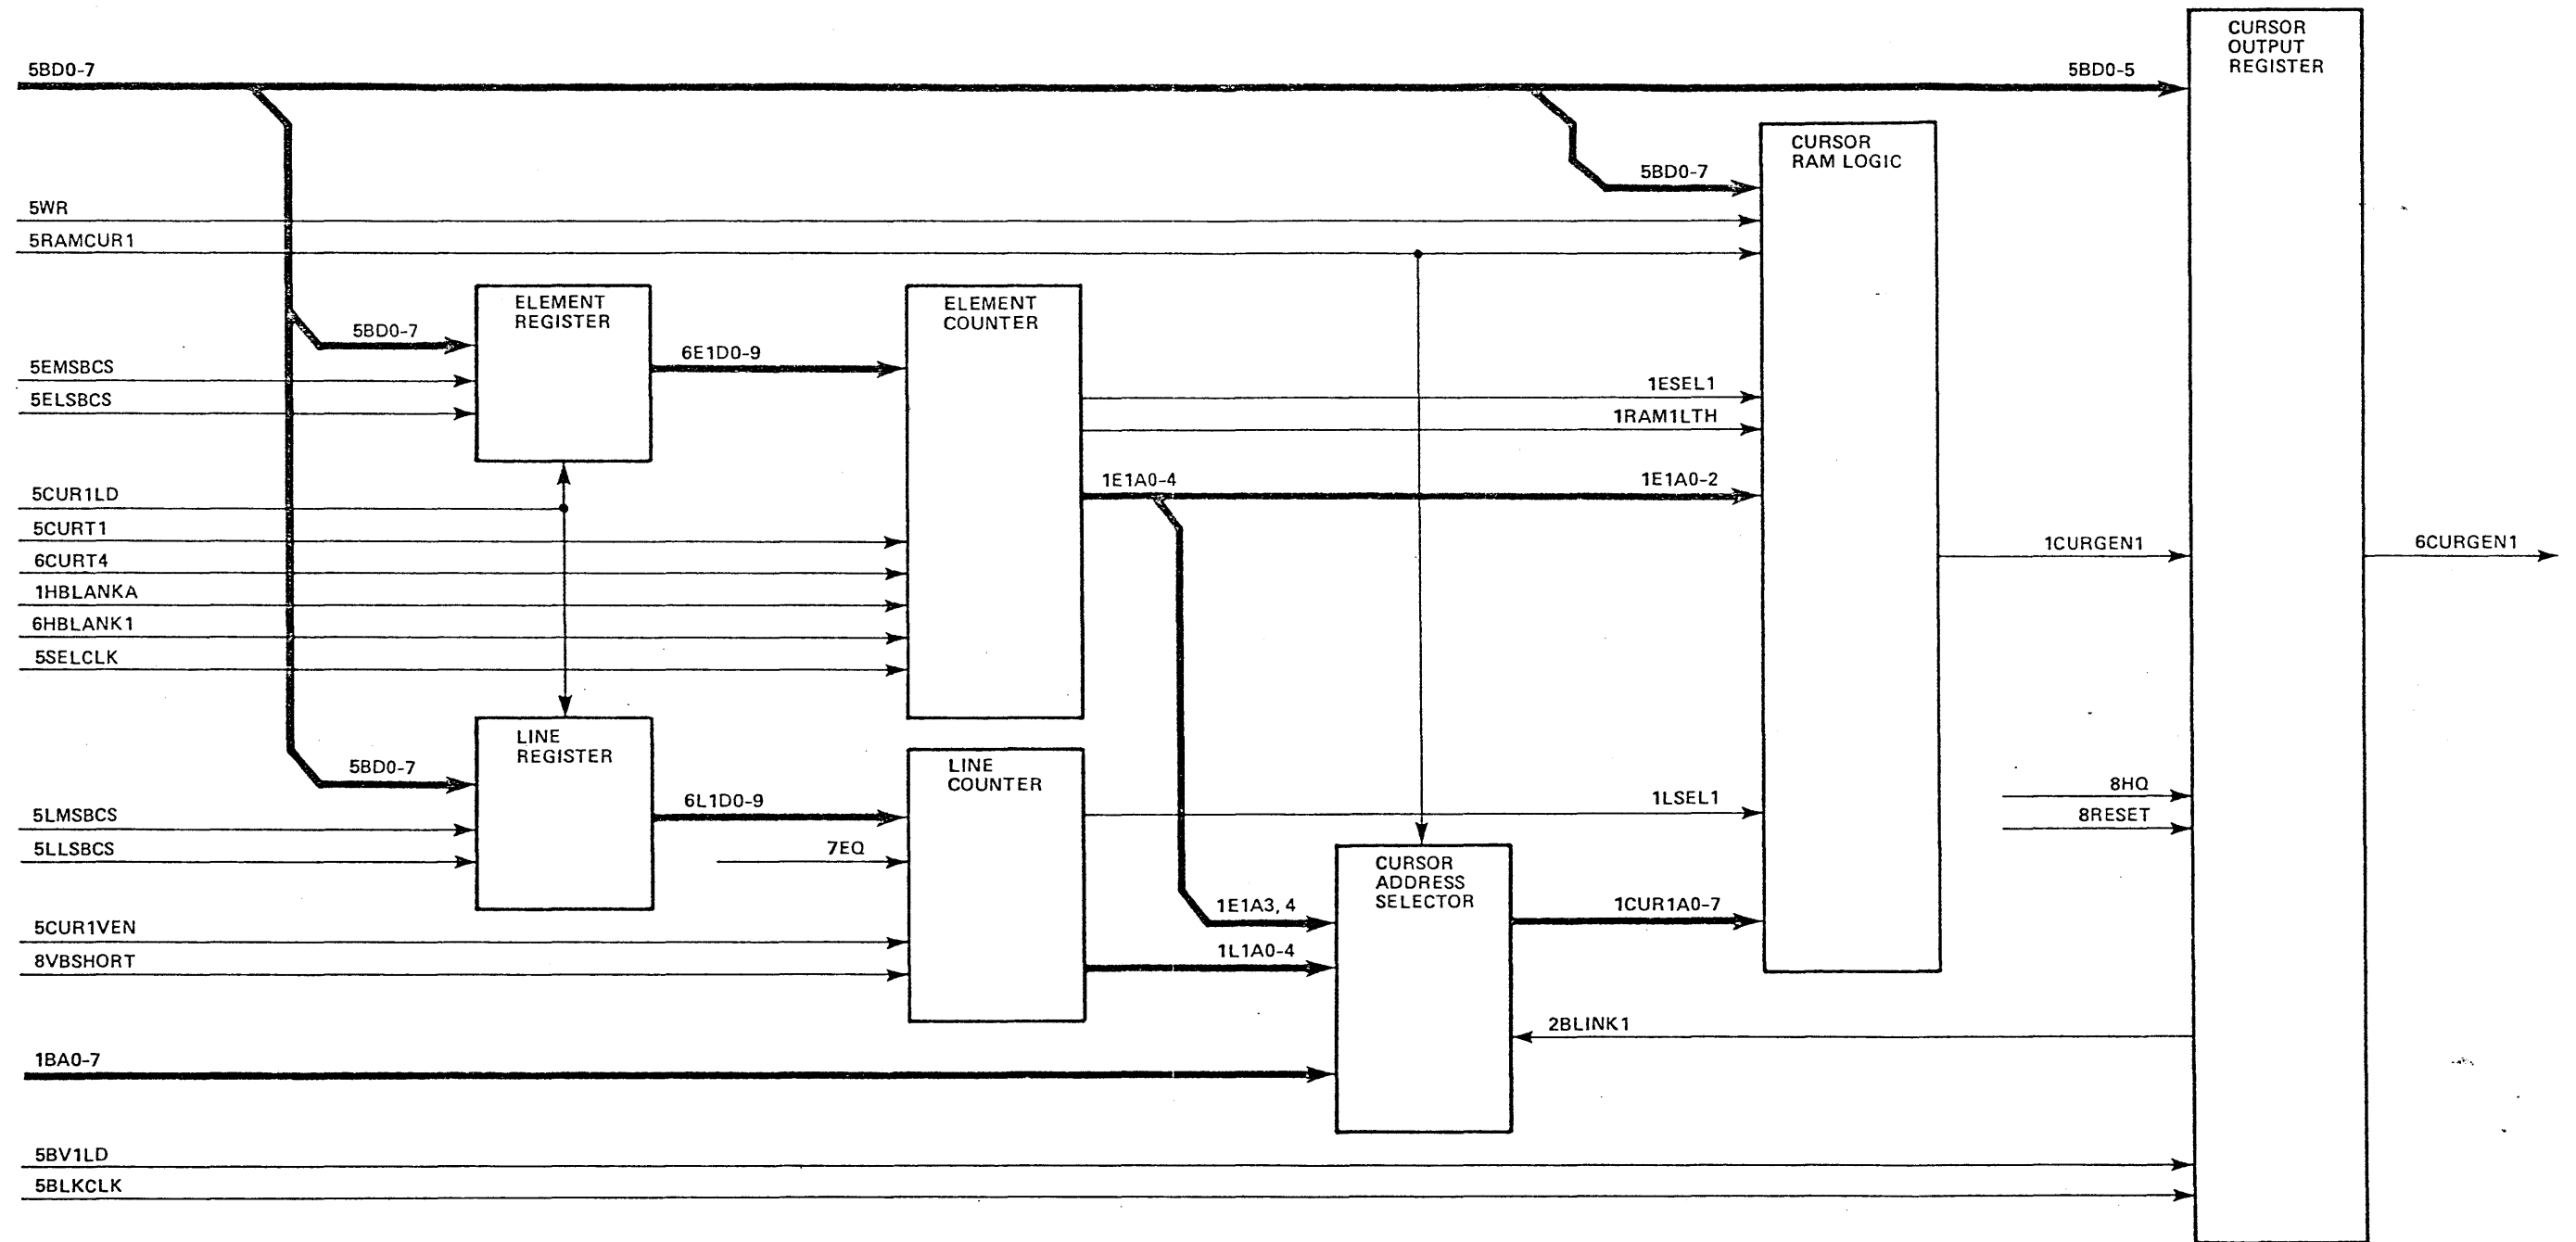 CURSOR
OUTPUT
REGISTER
5BD0-7
5BD0-5
CURSOR
RAM LOGIC
5BD0-7
5WR
5RAMCUR1
ELEMENT
REGISTER
ELEMENT
COUNTER
5BD0-7
6E1D0-9
5EMSBCS
1ESEL1
5ELSBCS
1RAM1LTH
1E1A0-4
1E1A0-2
5CUR1LD
5CURT1
1CURGEN1
6CURGEN1
6CURT4
1HBLANKA
6HBLANK1
5SELCLK
LINE
REGISTER
LINE
COUNTER
5BD0-7
8HQ
6L1D0-9
1LSEL1
5LMSBCS
8RESET
5LLSBCS
7EQ
CURSOR
ADDRESS
SELECTOR
1E1A3, 4
1CUR1A0-7
5CUR1VEN
1L1A0-4
8VBSHORT
2BLINK1
1BA0-7
5BV1LD
5BLKCLK